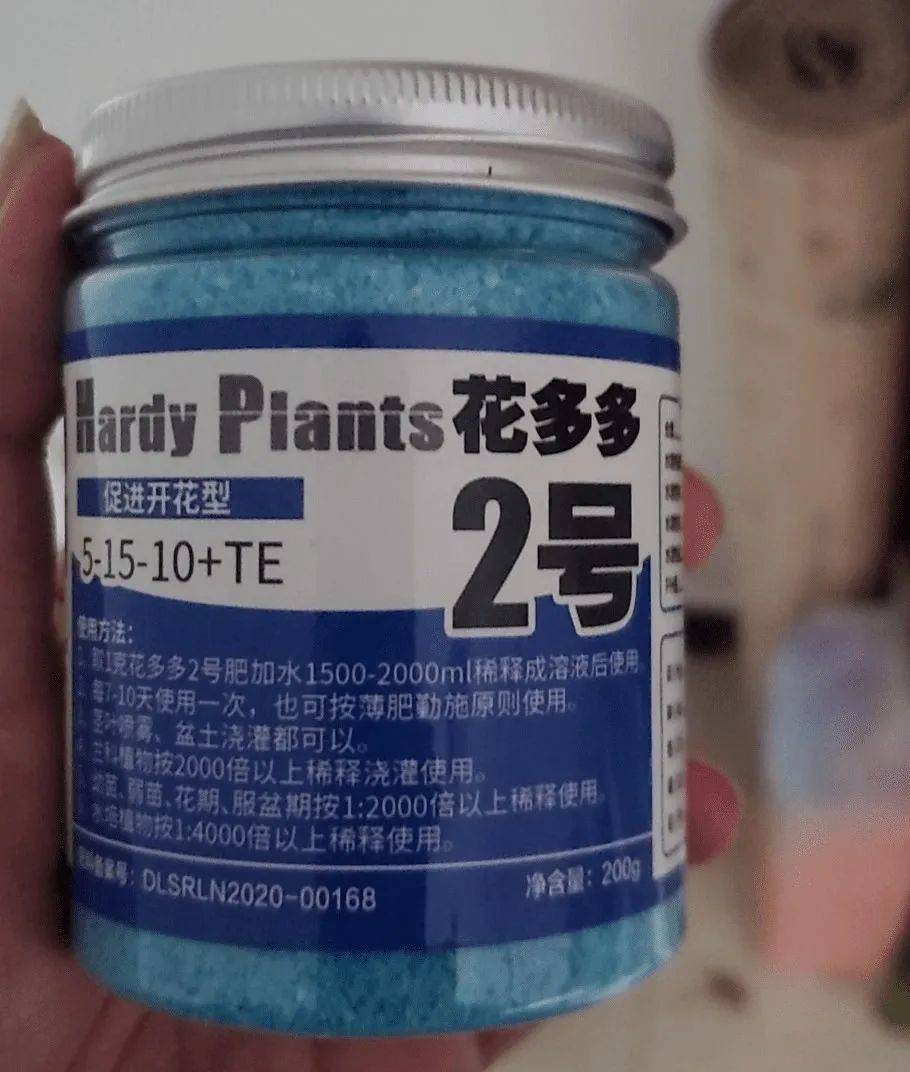 Hardy Plants 花多多
2号
促进开花型
5-15-10+TE
使用方法：
取1克花多多2号肥加水1500-2000ml稀释成溶液后使用
每7-10天使用一次，也可按薄肥勤施原则使用。
茎叶喷雾、盆土浇灌都可以。
植物按2000倍以上稀释浇灌使用。
幼苗、弱苗、花期、服盆期按1:2000倍以上稀释使用。
水培植物按1:4000倍以上稀释使用。
备案号：DLSRLN2020-00168
净含量：200g